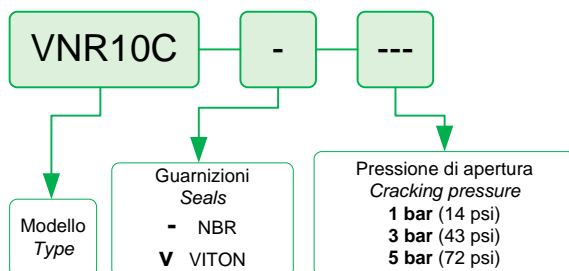 VNR10C - ---
Modello
Type
Guarnizioni
Seals
- NBR
V VITON
Pressione di apertura
Cracking pressure
1 bar (14 psi)
3 bar (43 psi)
5 bar (72 psi)